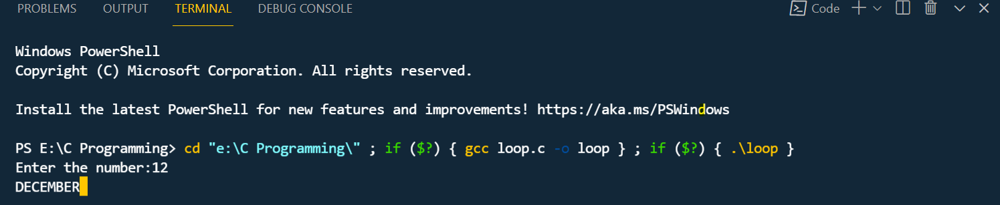 PROBLEMS OUTPUT TERMINAL DEBUG CONSOLE Code
Windows PowerShell
Copyright (C) Microsoft Corporation. All rights reserved.
Install the latest PowerShell for new features and improvements! https://aka.ms/PSWindows
PS E:\C Programming> cd "e:\C Programming\" ; if ($?) { gcc loop.c -o loop } ; if ($?) { .\loop }
Enter the number:12
DECEMBER